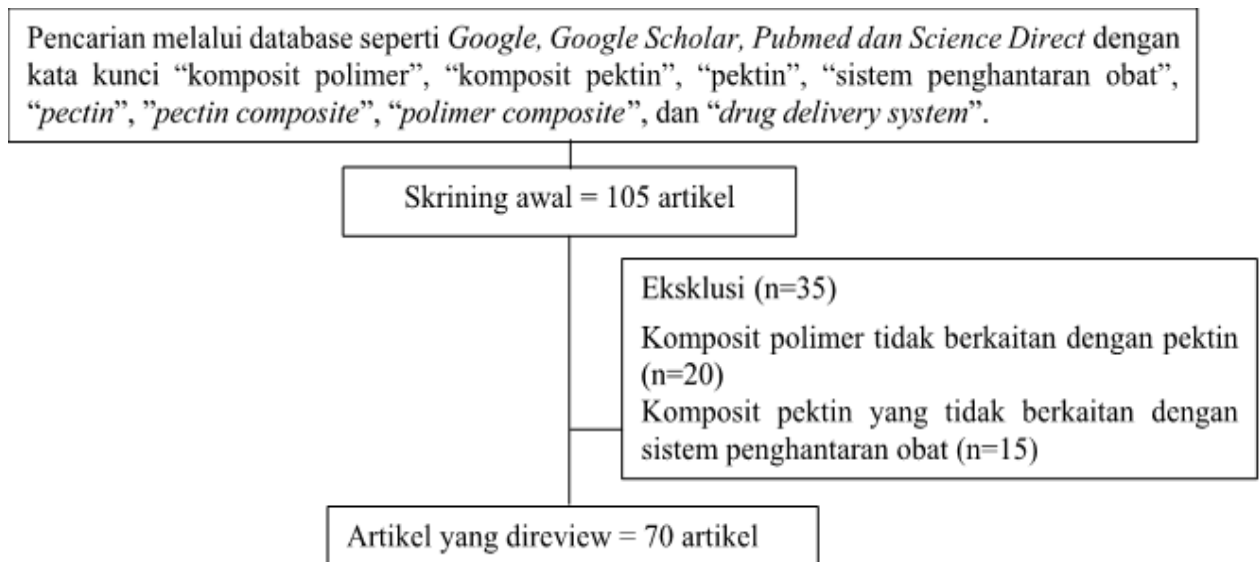 Pencarian melalui database seperti Google, Google Scholar, Pubmed dan Science Direct dengan
kata kunci “komposit polimer”, “komposit pektin”, “pektin”, “sistem penghantaran obat”,
“pectin”, ”pectin composite”, “polimer composite”, dan “drug delivery system”.
Skrining awal = 105 artikel
Eksklusi (n=35)
Komposit polimer tidak berkaitan dengan pektin
(n=20)
Komposit pektin yang tidak berkaitan dengan
sistem penghantaran obat (n=15)
Artikel yang direview = 70 artikel